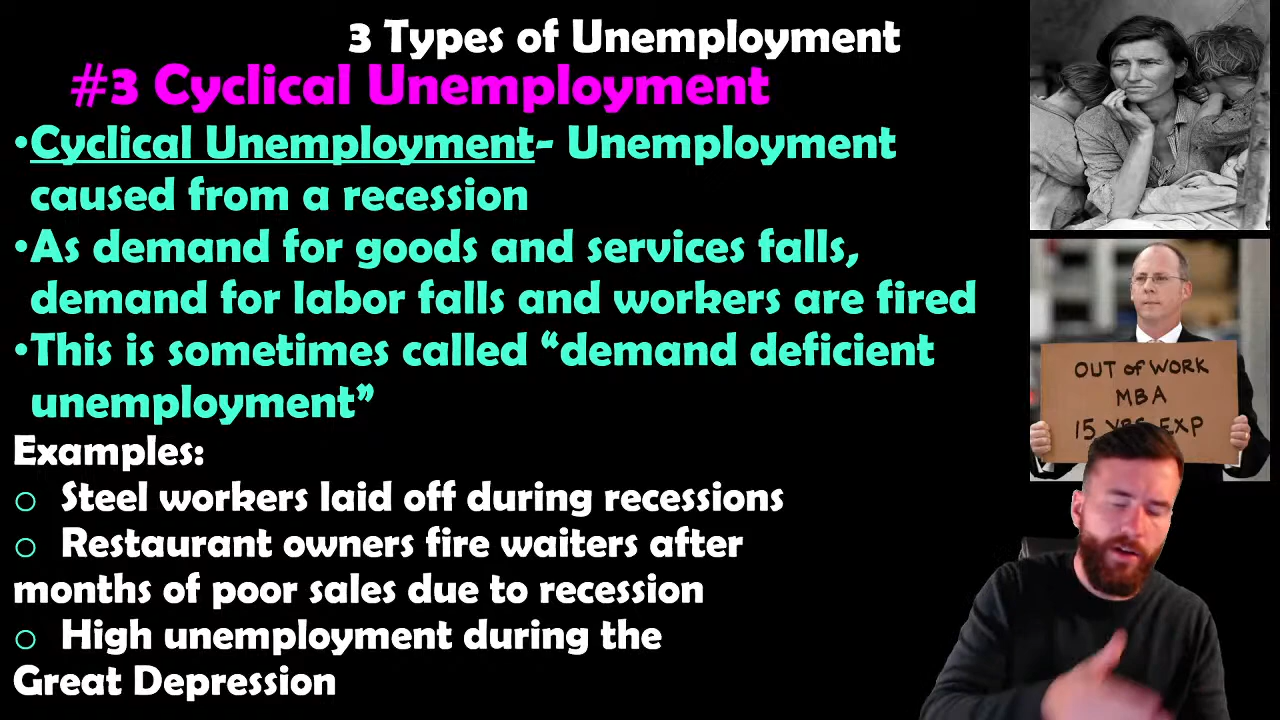 3 Types of Unemployment
#3 Cyclical Unemployment
•Cyclical Unemployment- Unemployment
caused from a recession
•As demand for goods and services falls,
demand for labor falls and workers are fired
•This is sometimes called “demand deficient
unemployment”
Examples:
o Steel workers laid off during recessions
o Restaurant owners fire waiters after
months of poor sales due to recession
o High unemployment during the
Great Depression
OUT of WORK
MBA
15 YRS EXP